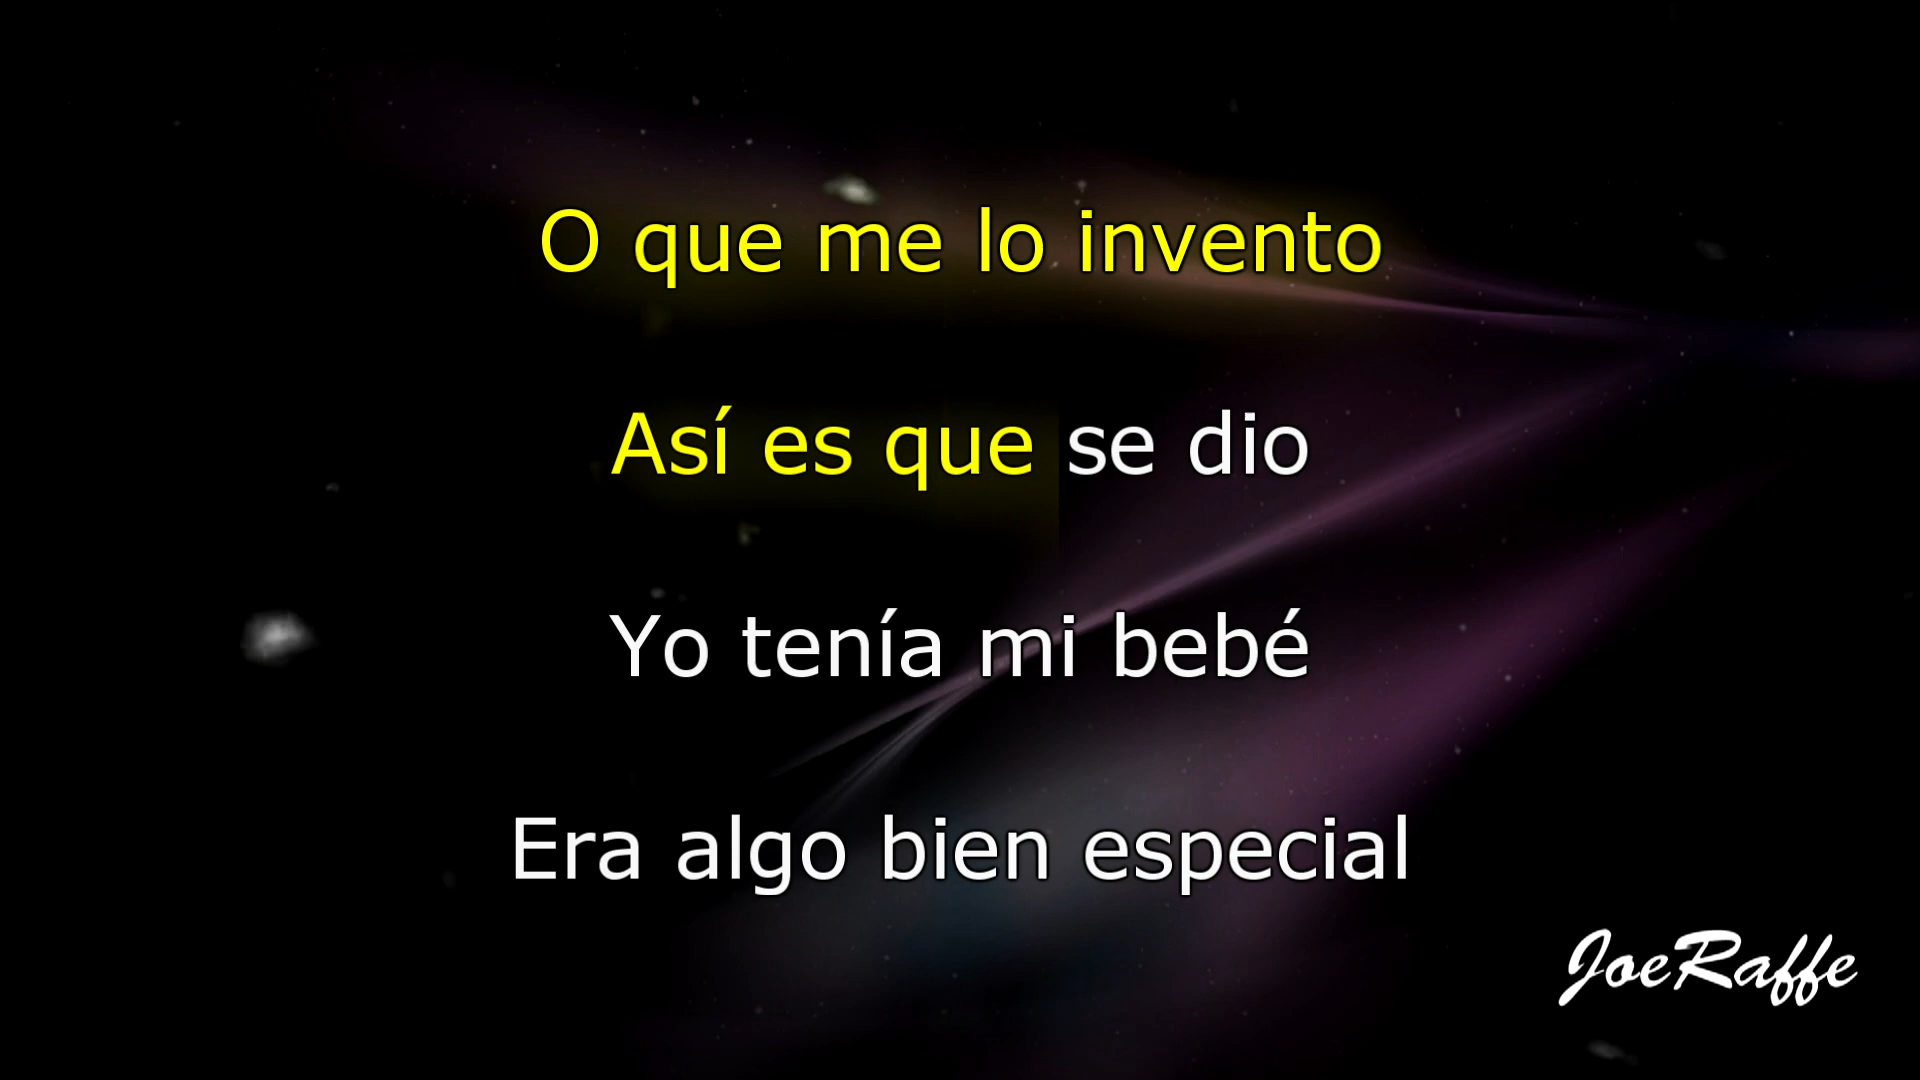 O que me lo invento
Así es que se dio
Yo tenía mi bebé
Era algo bien especial
JoeRaffe